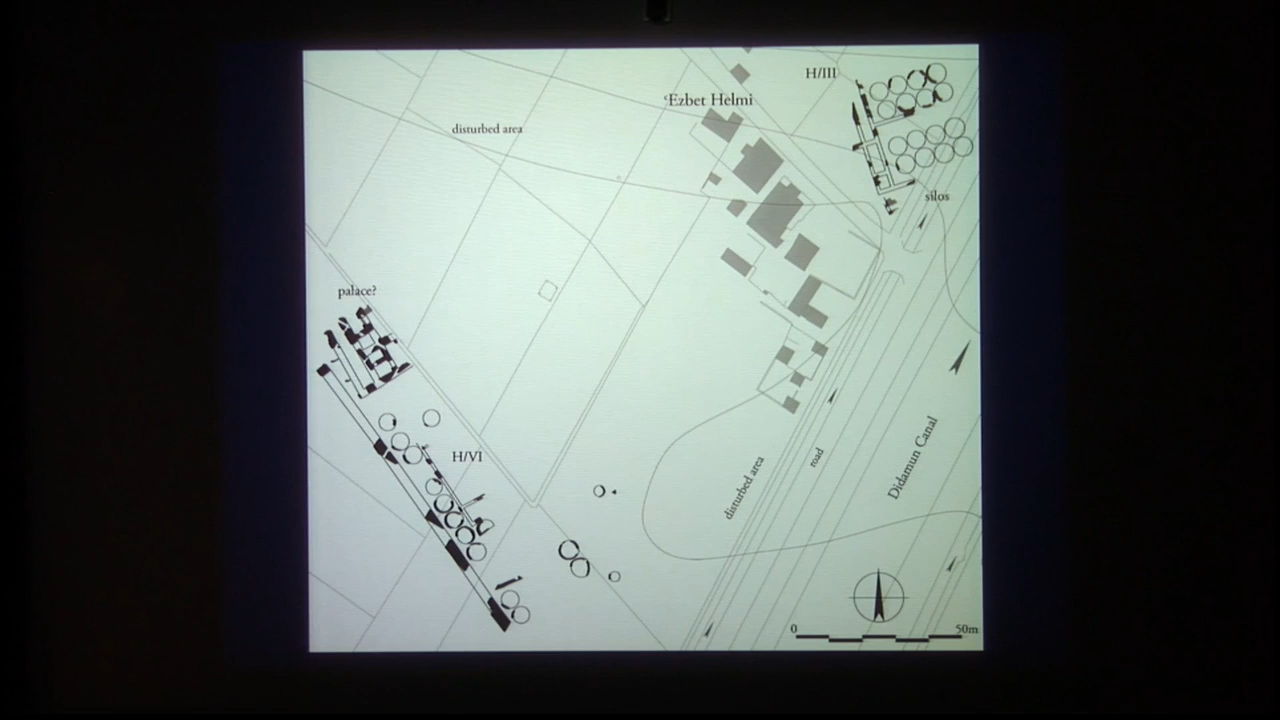 H/III
‘Ezbet Helmi
disturbed area
silos
palace?
H/VI
disturbed area
road
Didamun Canal
0
50m